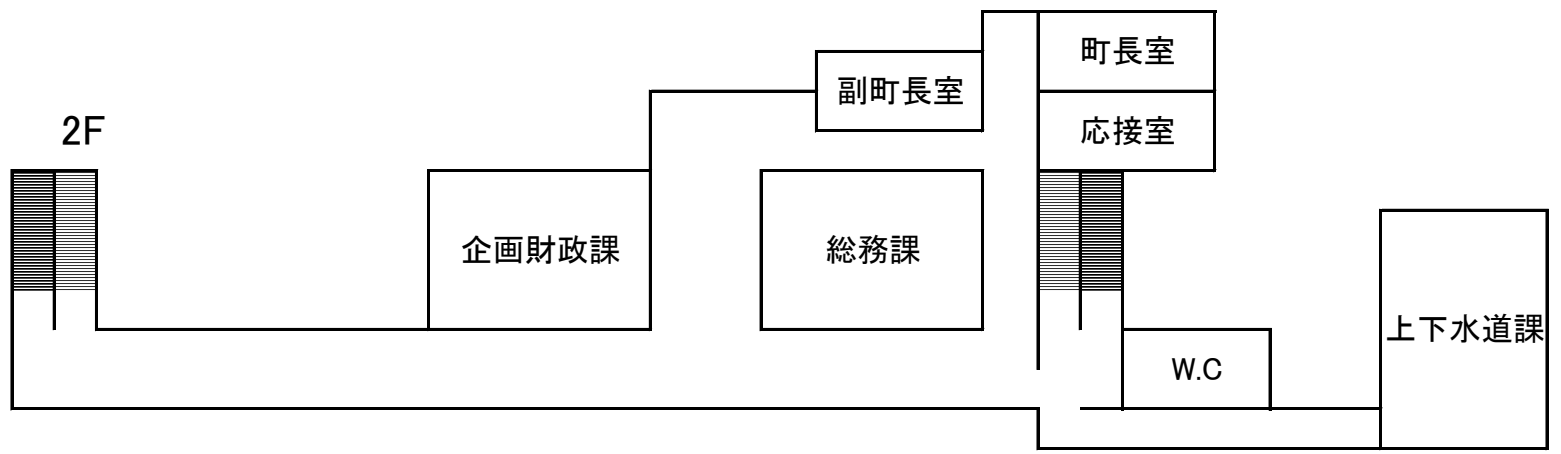 町長室
副町長室
応接室
2F
企画財政課
総務課
上下水道課
W.C